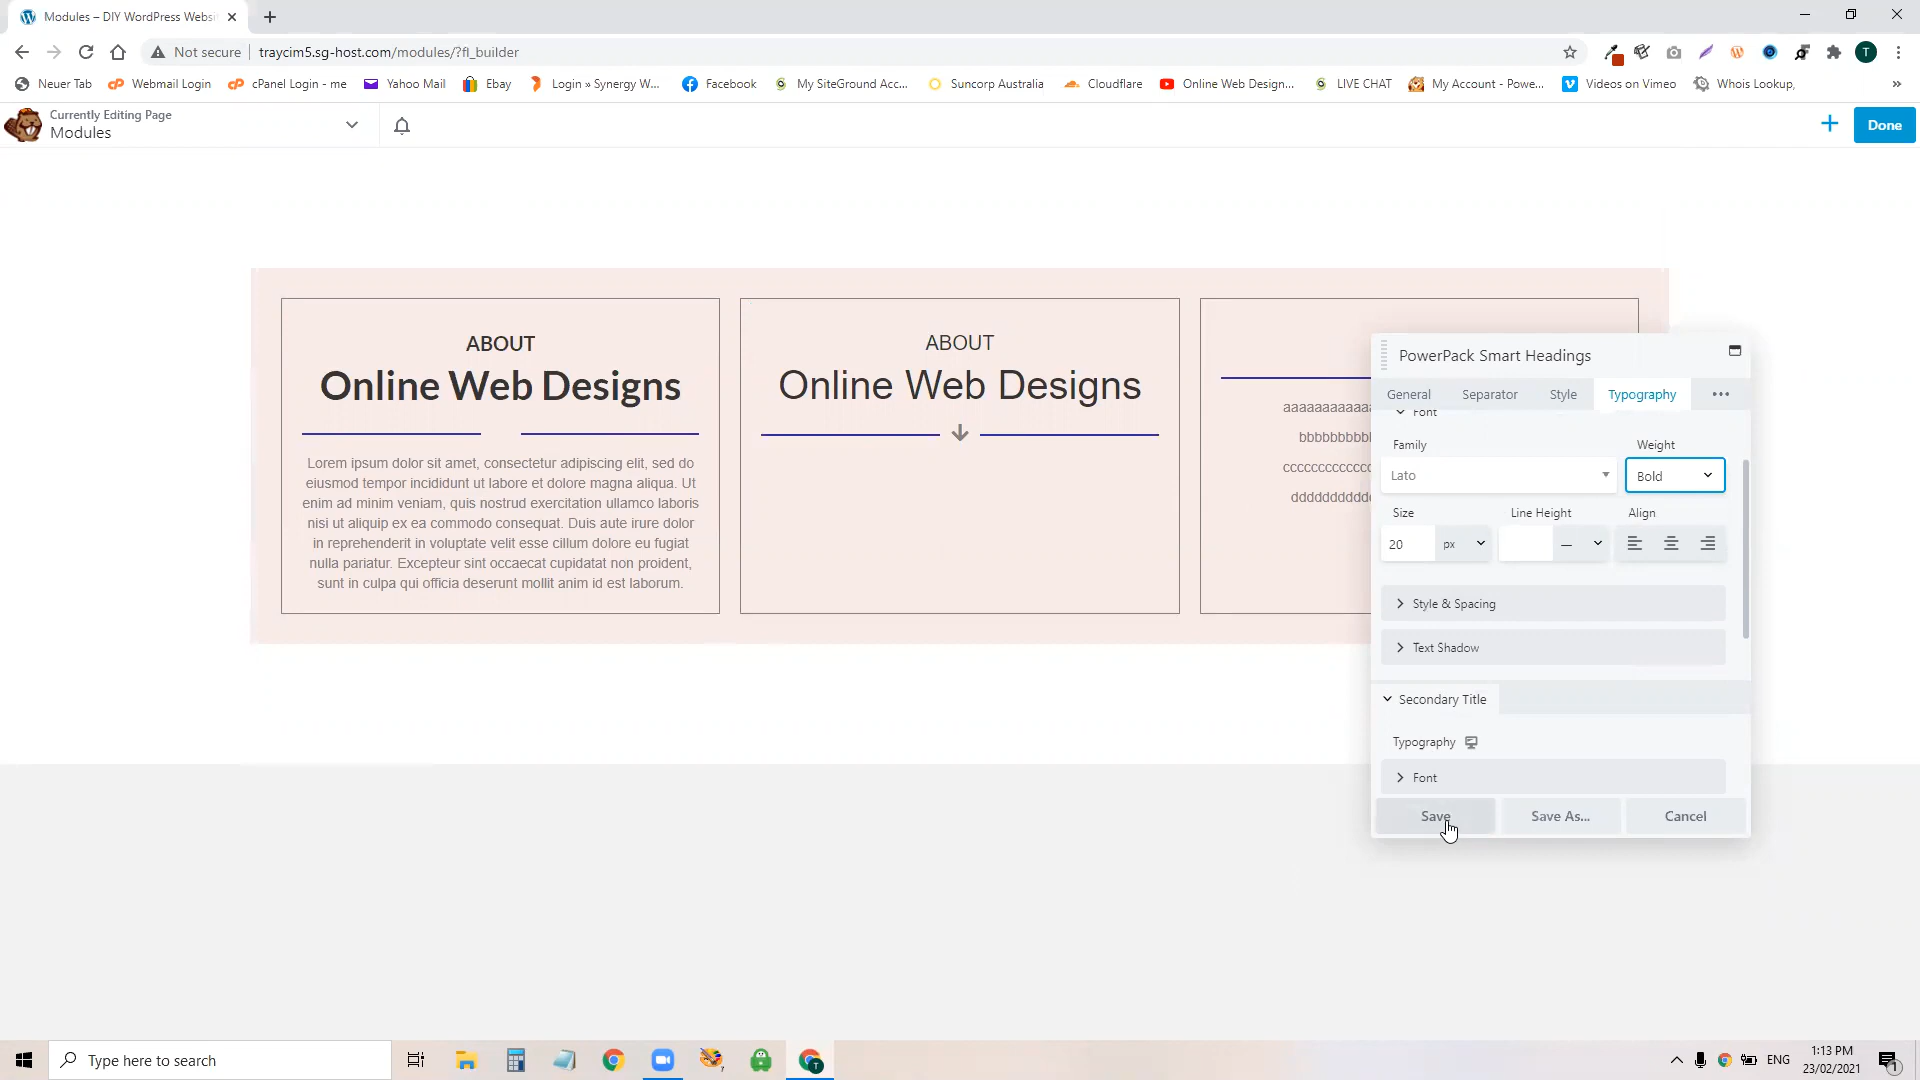 Modules – DIY WordPress Websi
Not secure
traycim5.sg-host.com/modules/?fl_builder
T
Neuer Tab
Webmail Login
cPanel Login - me
Yahoo Mail
Ebay
Login » Synergy W...
Facebook
My SiteGround Acc...
Suncorp Australia
Cloudflare
Online Web Design...
LIVE CHAT
My Account - Powe...
Videos on Vimeo
Whois Lookup,
»
Currently Editing Page
Modules
Done
ABOUT
Online Web Designs
Lorem ipsum dolor sit amet, consectetur adipiscing elit, sed do
eiusmod tempor incididunt ut labore et dolore magna aliqua. Ut
enim ad minim veniam, quis nostrud exercitation ullamco laboris
nisi ut aliquip ex ea commodo consequat. Duis aute irure dolor
in reprehenderit in voluptate velit esse cillum dolore eu fugiat
nulla pariatur. Excepteur sint occaecat cupidatat non proident,
sunt in culpa qui officia deserunt mollit anim id est laborum.
ABOUT
Online Web Designs
PowerPack Smart Headings
General
Separator
Style
Typography
Font
Family
Weight
Lato
Bold
Size
Line Height
Align
20
px
Style & Spacing
Text Shadow
Secondary Title
Typography
Font
Save
Save As...
Cancel
Type here to search
ENG
1:13 PM
23/02/2021
1